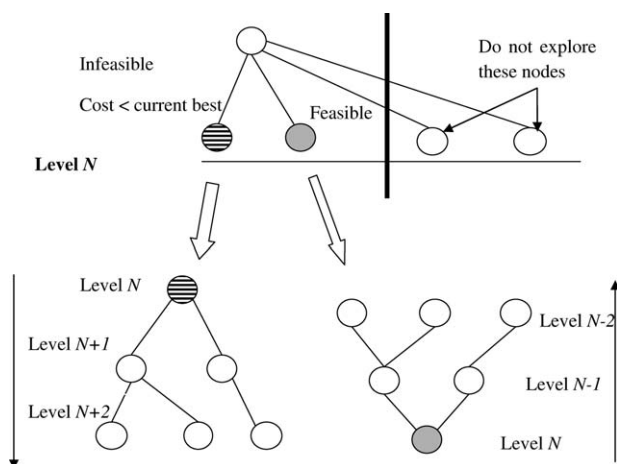 Do not explore
these nodes
Infeasible
Cost < current best
Feasible
Level N
Level N
Level N+1
Level N+2
Level N-2
Level N-1
Level N